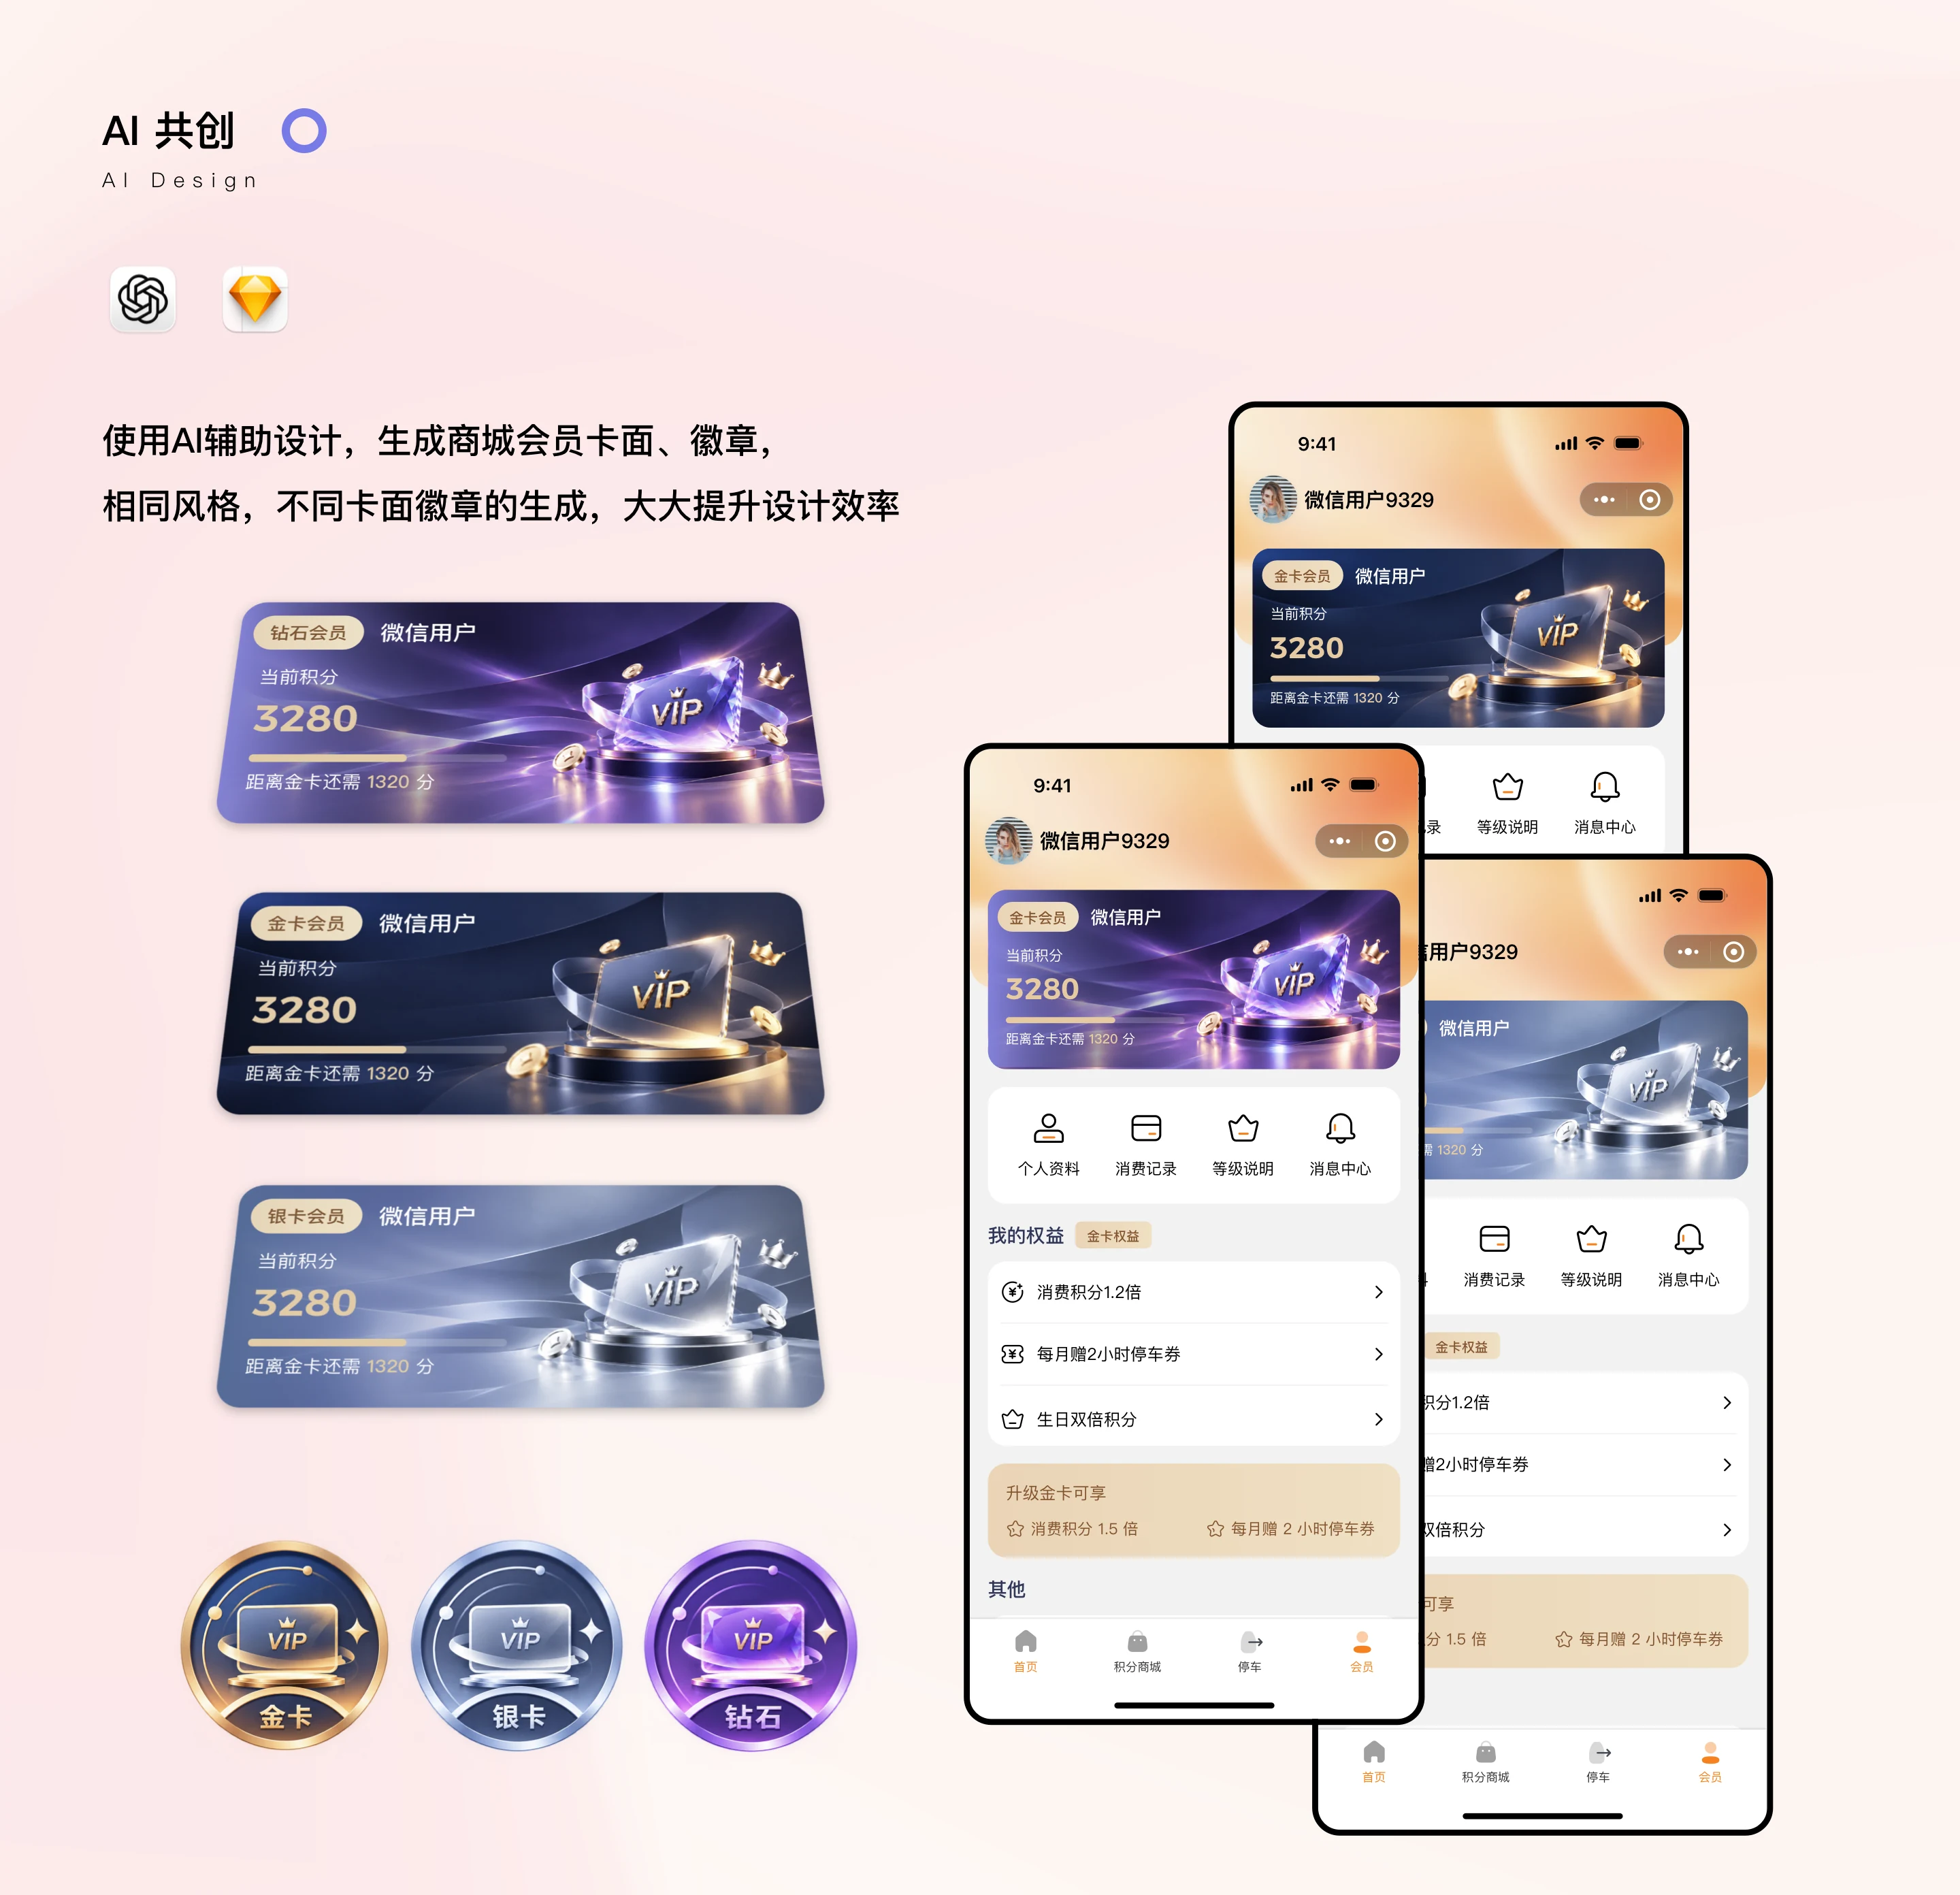 AI 共创
AI Design
使用AI辅助设计，生成商城会员卡面、徽章，
相同风格，不同卡面徽章的生成，大大提升设计效率
钻石会员 微信用户
当前积分
3280
距离金卡还需 1320 分
VIP
金卡会员 微信用户
当前积分
3280
距离金卡还需 1320 分
VIP
银卡会员 微信用户
当前积分
3280
距离金卡还需 1320 分
VIP
VIP
金卡
VIP
银卡
VIP
钻石
9:41
微信用户9329
金卡会员 微信用户
当前积分
3280
距离金卡还需 1320 分
VIP
录
等级说明
消息中心
9:41
微信用户9329
金卡会员 微信用户
当前积分
3280
距离金卡还需 1320 分
VIP
个人资料
消费记录
等级说明
消息中心
我的权益 金卡权益
消费积分1.2倍
每月赠2小时停车券
生日双倍积分
升级金卡可享
消费积分 1.5 倍
每月赠 2 小时停车券
其他
首页
积分商城
停车
会员
信用户9329
微信用户
1320 分
VIP
消费记录
等级说明
消息中心
金卡权益
积分1.2倍
赠2小时停车券
双倍积分
可享
分 1.5 倍
每月赠 2 小时停车券
首页
积分商城
停车
会员